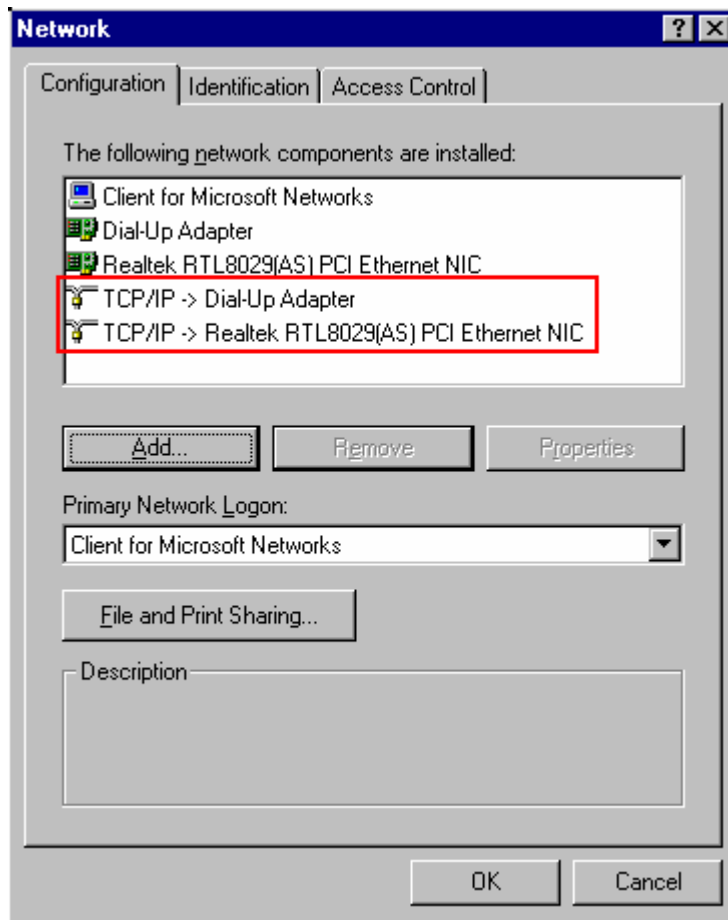 Network
Configuration Identification Access Control
The following network components are installed:
Client for Microsoft Networks
Dial-Up Adapter
Realtek RTL8029(AS) PCI Ethernet NIC
TCP/IP -> Dial-Up Adapter
TCP/IP -> Realtek RTL8029(AS) PCI Ethernet NIC
Add... Remove Properties
Primary Network Logon:
Client for Microsoft Networks
File and Print Sharing...
Description
OK Cancel